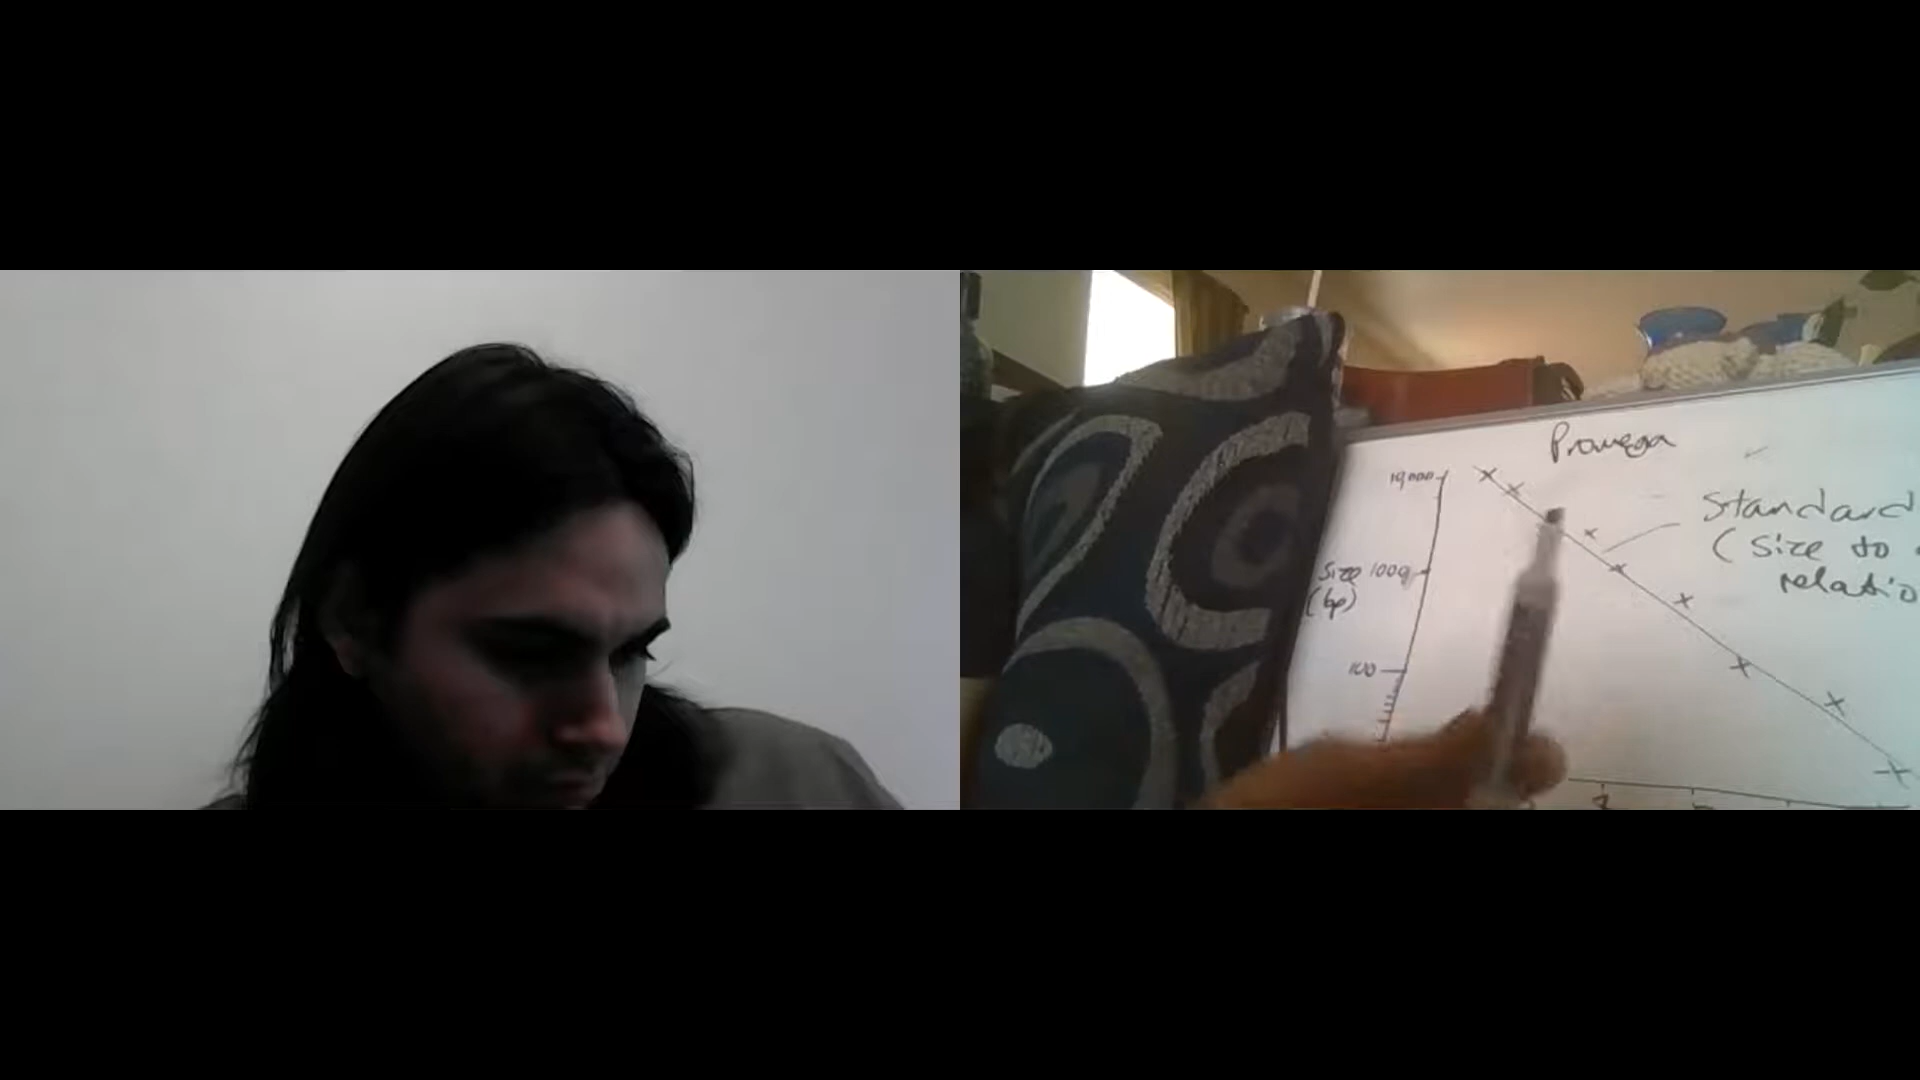 Promega
10,000
Standard
(size to
relatio
Size 1000
(bp)
100